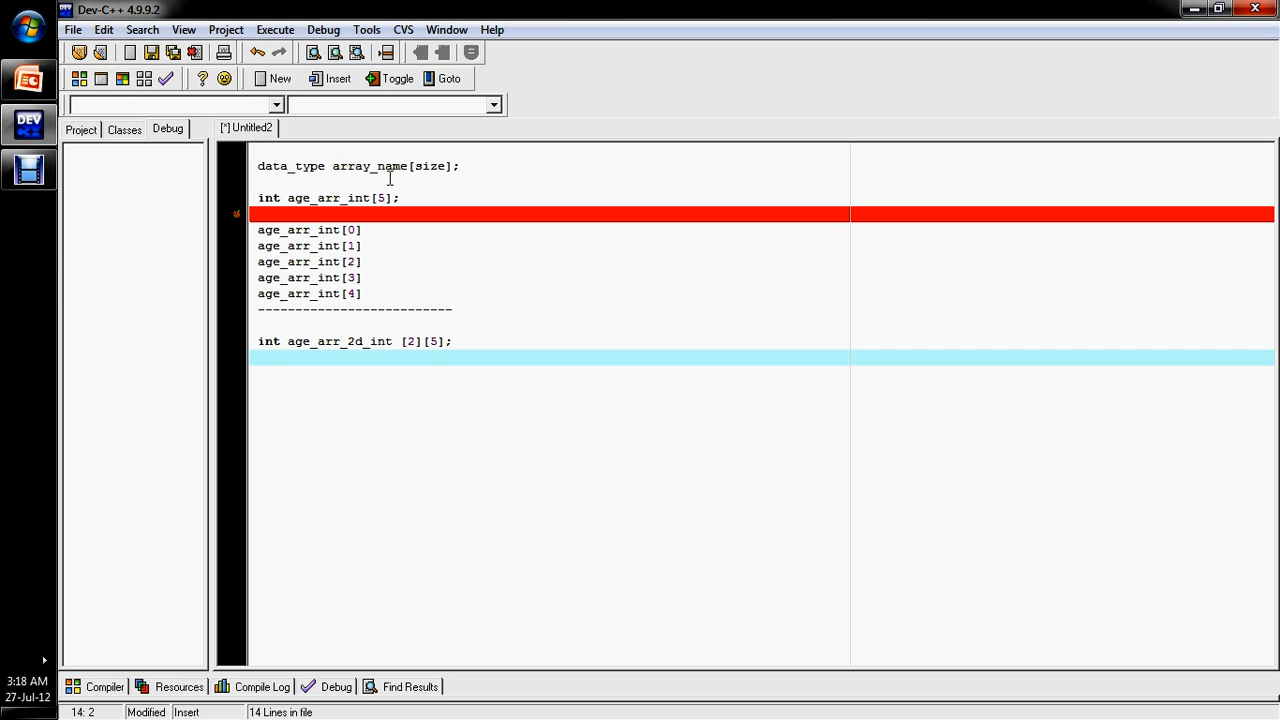 Dev-C++ 4.9.9.2
File Edit Search View Project Execute Debug Tools CVS Window Help
New Insert Toggle Goto
Project Classes Debug [*] Untitled2
data_type array_name[size];
int age_arr_int[5];
age_arr_int[0]
age_arr_int[1]
age_arr_int[2]
age_arr_int[3]
age_arr_int[4]
--------------------------
int age_arr_2d_int [2][5];
Compiler Resources Compile Log Debug Find Results
14: 2 Modified Insert 14 Lines in file
DEV
3:18 AM
27-Jul-12